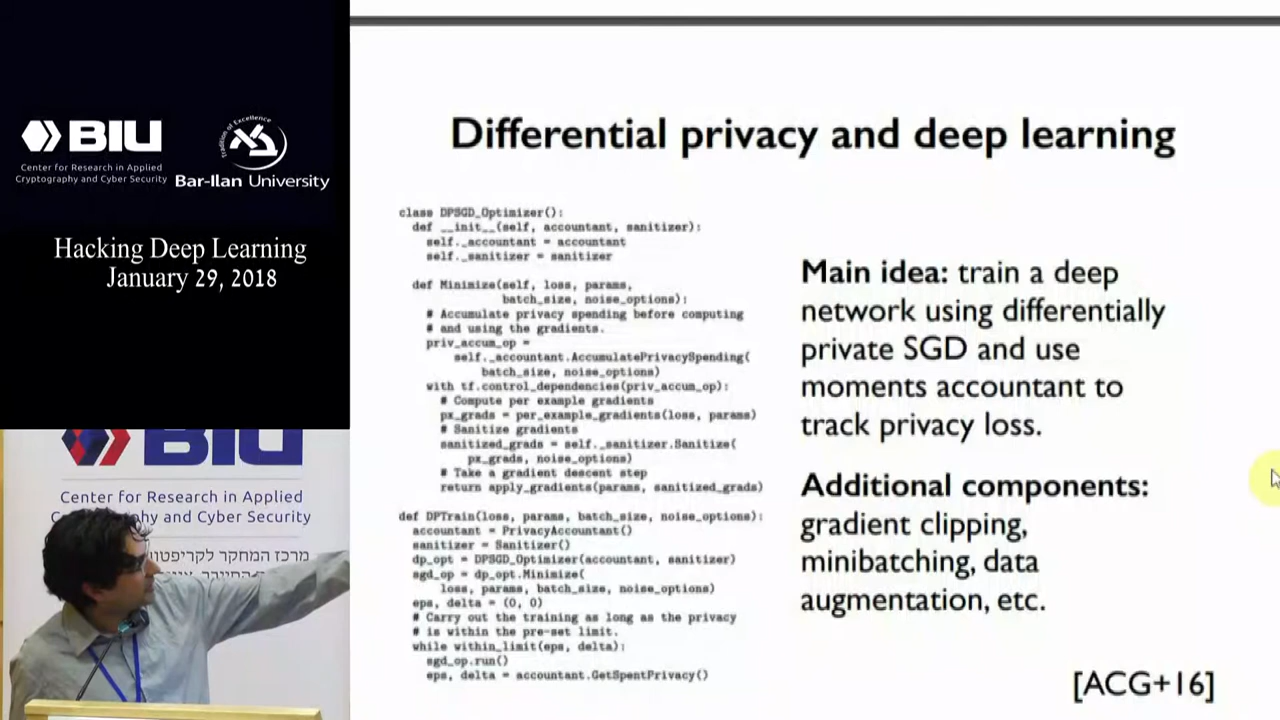 BIU
Center for Research in Applied
Cryptography and Cyber Security
Tradition of Excellence
Bar-Ilan University
Hacking Deep Learning
January 29, 2018
BIU
Center for Research in Applied
Cryptography and Cyber Security
מרכז המחקר לקריפטו
Differential privacy and deep learning
class DPSGD_Optimizer():
def __init__(self, accountant, sanitizer):
self._accountant = accountant
self._sanitizer = sanitizer
def Minimize(self, loss, params,
batch_size, noise_options):
# Accumulate privacy spending before computing
# and using the gradients.
priv_accum_op =
self._accountant.AccumulatePrivacySpending(
batch_size, noise_options)
with tf.control_dependencies(priv_accum_op):
# Compute per example gradients
px_grads = per_example_gradients(loss, params)
# Sanitize gradients
sanitized_grads = self._sanitizer.Sanitize(
px_grads, noise_options)
# Take a gradient descent step
return apply_gradients(params, sanitized_grads)
def DPTrain(loss, params, batch_size, noise_options):
accountant = PrivacyAccountant()
sanitizer = Sanitizer()
dp_opt = DPSGD_Optimizer(accountant, sanitizer)
sgd_op = dp_opt.Minimize(
loss, params, batch_size, noise_options)
eps, delta = (0, 0)
# Carry out the training as long as the privacy
# is within the pre-set limit.
while within_limit(eps, delta):
sgd_op.run()
eps, delta = accountant.GetSpentPrivacy()
Main idea: train a deep
network using differentially
private SGD and use
moments accountant to
track privacy loss.
Additional components:
gradient clipping,
minibatching, data
augmentation, etc.
[ACG+16]